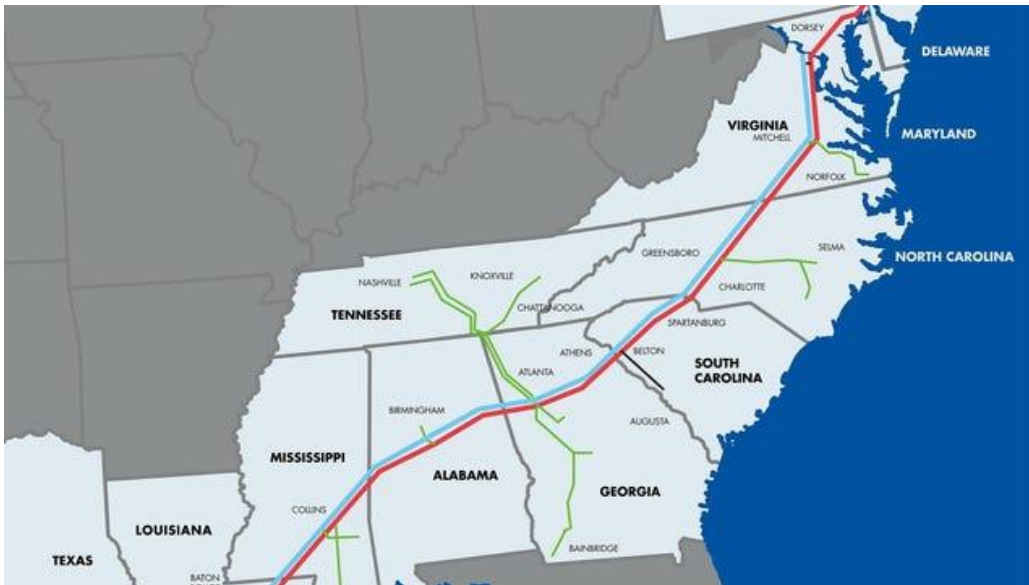 DORSEY
DELAWARE
VIRGINIA
MITCHELL
MARYLAND
NORFOLK
GREENSBORO
SELMA
NORTH CAROLINA
NASHVILLE
KNOXVILLE
CHATTANOOGA
CHARLOTTE
TENNESSEE
SPARTANBURG
ATHENS
BELTON
SOUTH
CAROLINA
ATLANTA
BIRMINGHAM
AUGUSTA
MISSISSIPPI
ALABAMA
GEORGIA
COLLINS
LOUISIANA
BAINBRIDGE
TEXAS
BATON